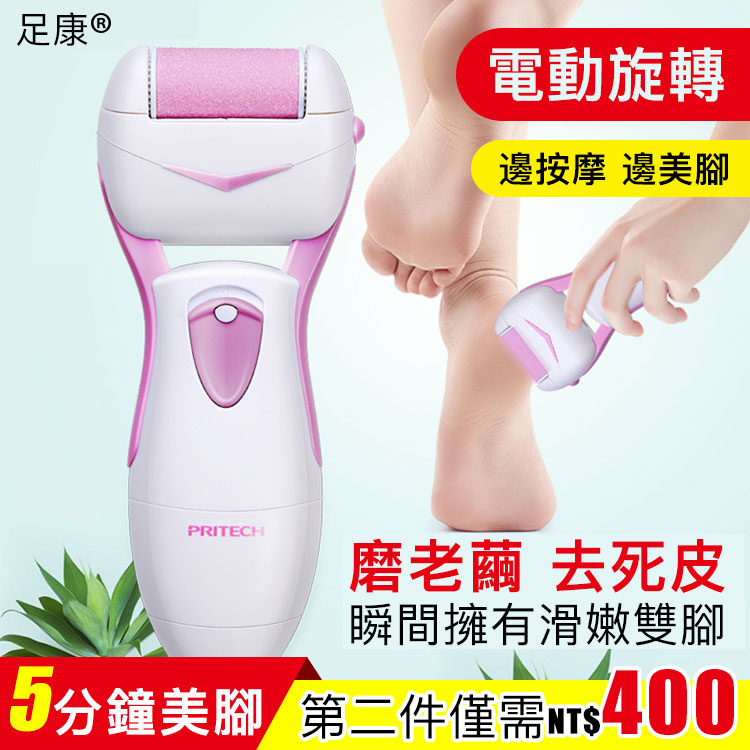 足康®
電動旋轉
邊按摩 邊美腳
PRITECH
磨老繭 去死皮
瞬間擁有滑嫩雙腳
5分鐘美腳
第二件僅需NT$400